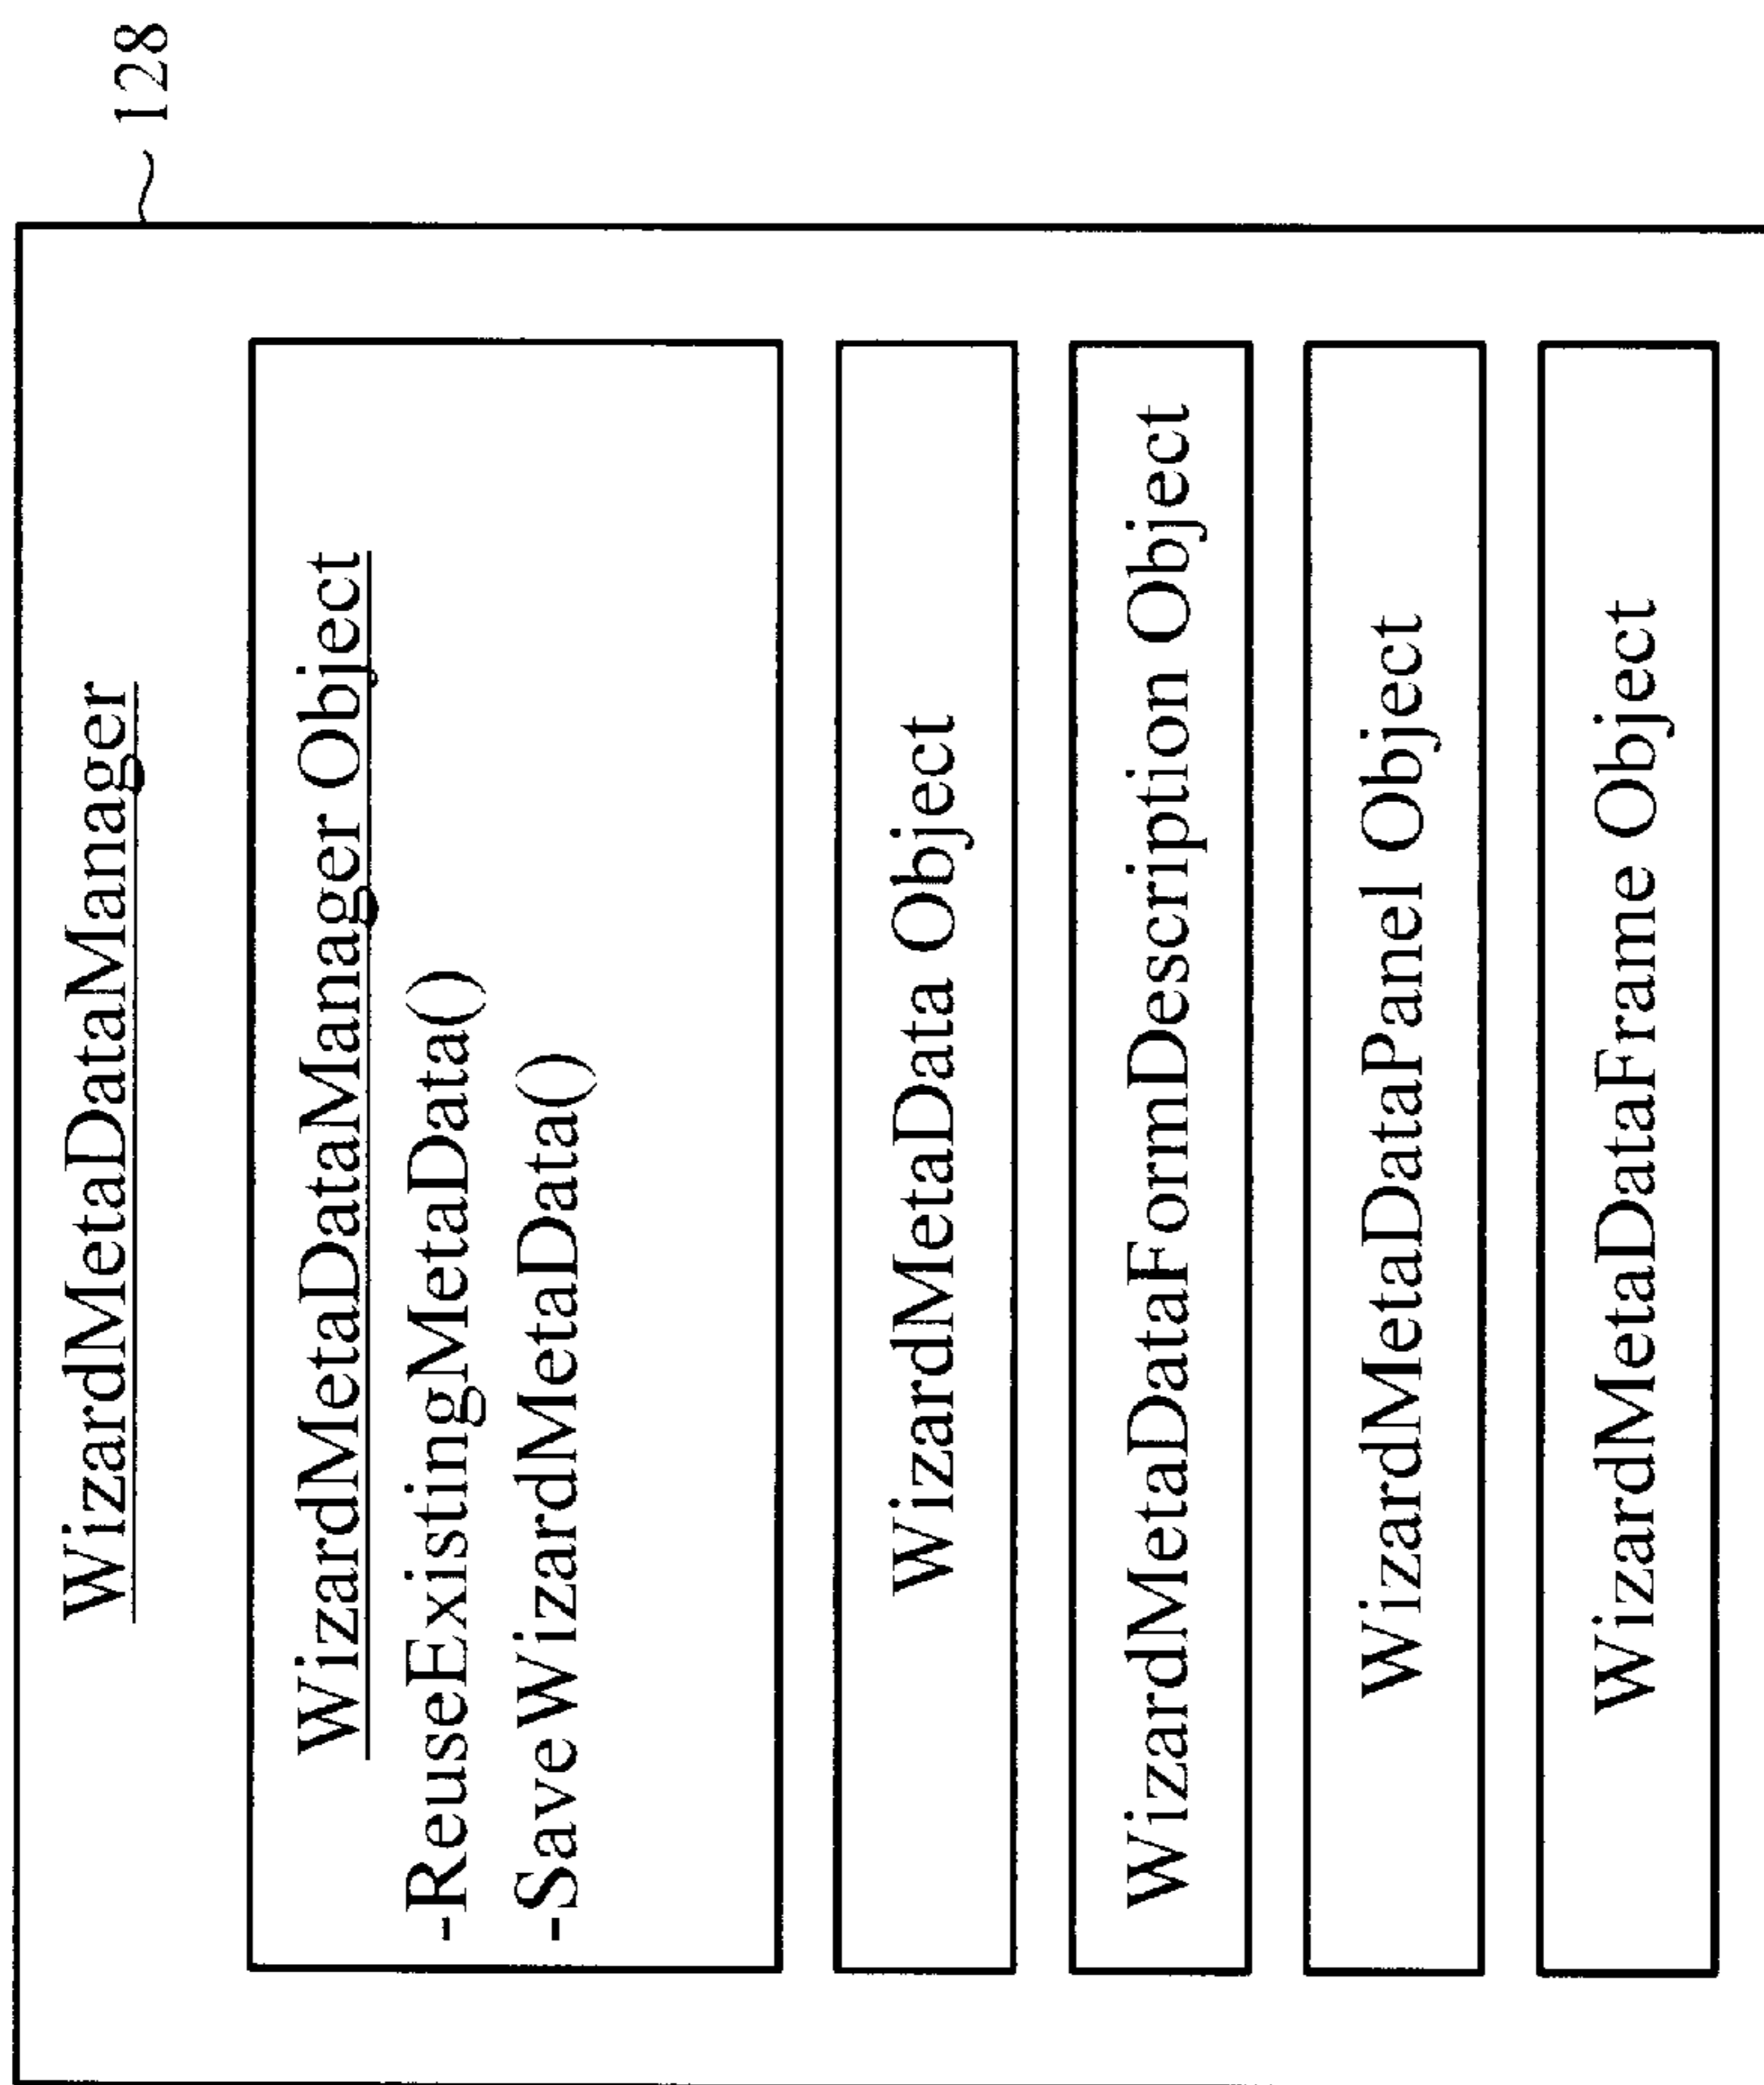 128
WizardMetaDataManager
WizardMetaDataManager Object
-ReuseExistingMetaData()
-SaveWizardMetaData()
WizardMetaData Object
WizardMetaDataFormDescription Object
WizardMetaDataPanel Object
WizardMetaDataFrame Object